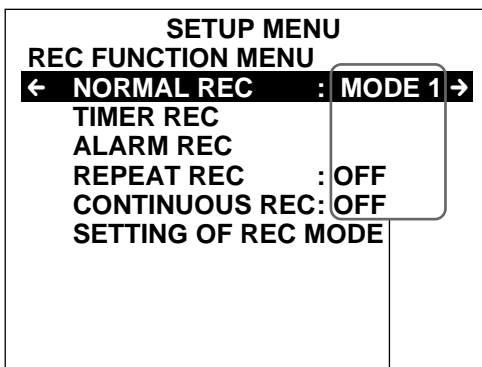 SETUP MENU
REC FUNCTION MENU
← NORMAL REC : MODE 1 →
TIMER REC
ALARM REC
REPEAT REC : OFF
CONTINUOUS REC: OFF
SETTING OF REC MODE